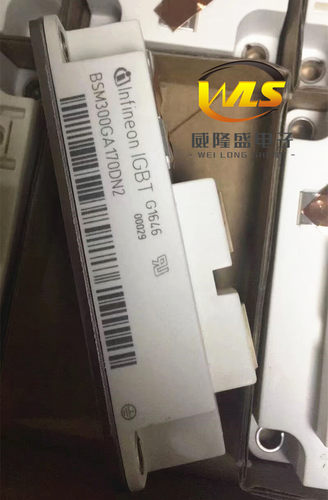 WLS
威隆盛电子
- WEI LONG SHENG -
Infineon IGBT G1646
00029
BSM300GA170DN2